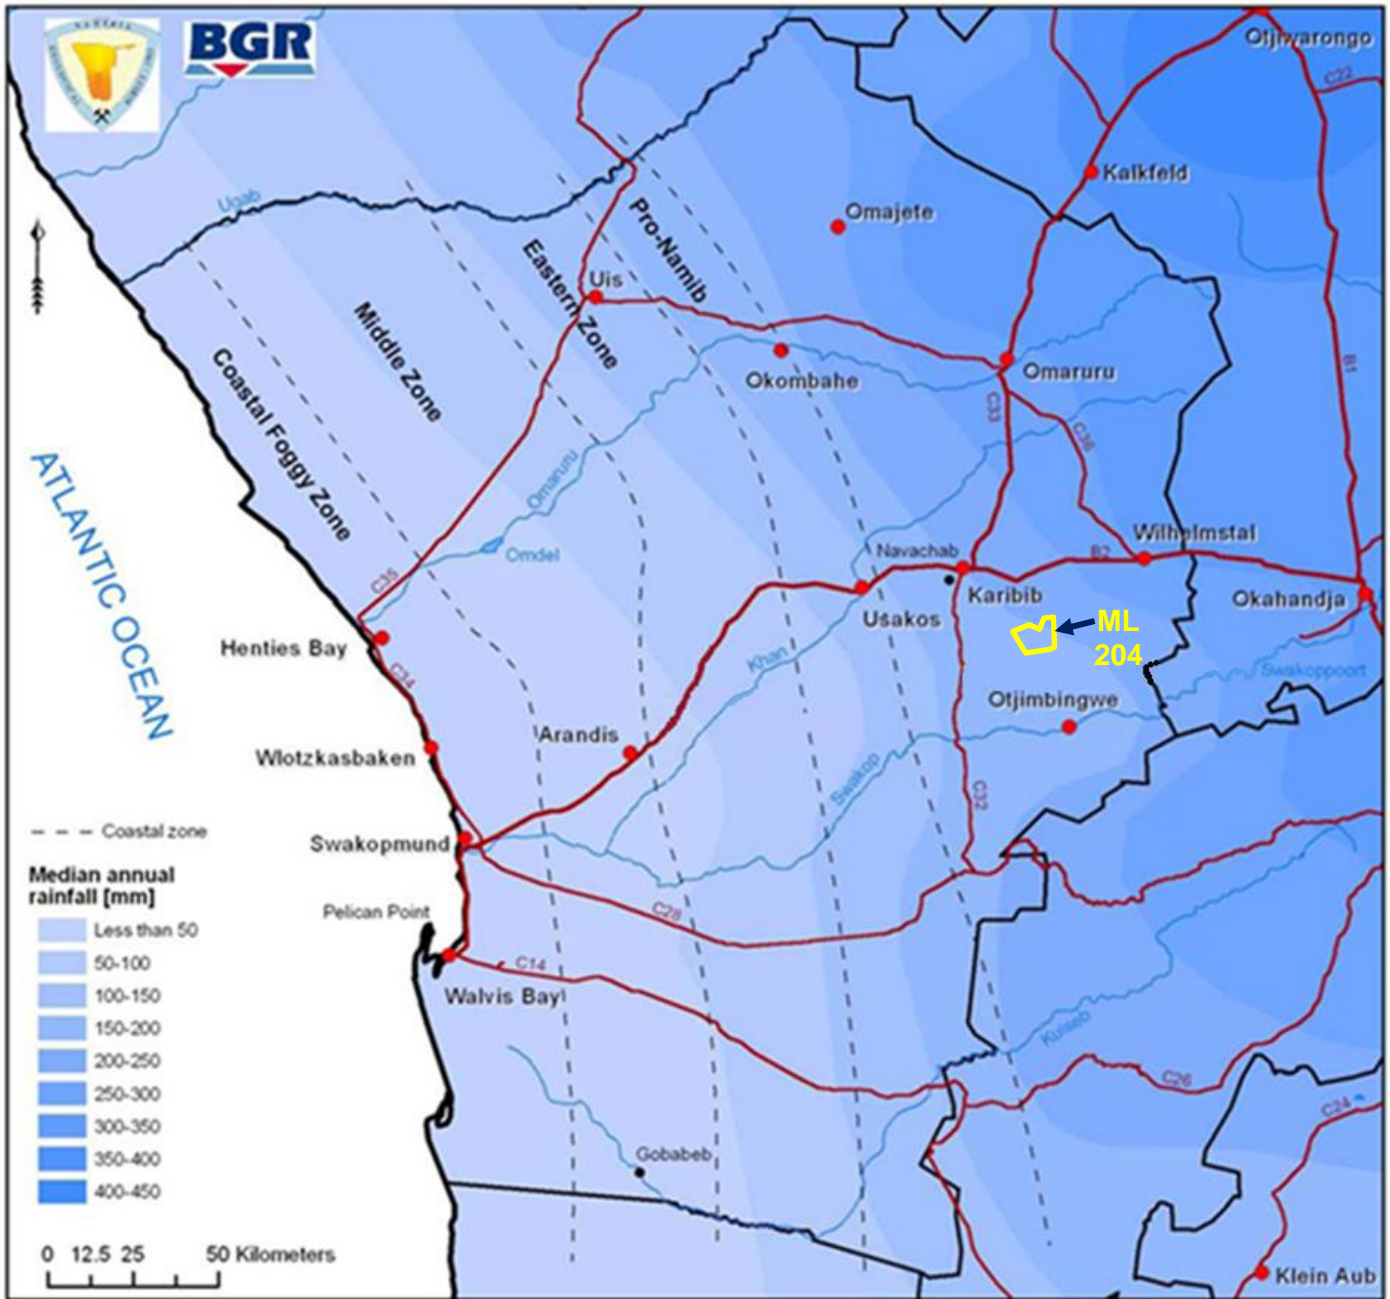 BGR
Otjiwarongo
C22
Kalkfeld
Omajete
Ugab
Pro-Namib
Eastern Zone
Uis
Middle Zone
Coastal Foggy Zone
Okombahe
Omaruru
B1
C33
C36
ATLANTIC OCEAN
Omaruru
Omdel
Navachab
B2
Wilhelmstal
C35
Karibib
Okahandja
Usakos
ML
204
Henties Bay
Khan
Swakoppoort
C34
Otjimbingwe
Arandis
Wlotzkasbaken
Swakop
C32
Coastal zone
Swakopmund
Median annual
rainfall [mm]
Pelican Point
C28
Less than 50
50-100
C14
100-150
Walvis Bay
150-200
Kuiseb
200-250
C26
250-300
300-350
C24
350-400
Gobabeb
400-450
0 12.5 25 50 Kilometers
Klein Aub